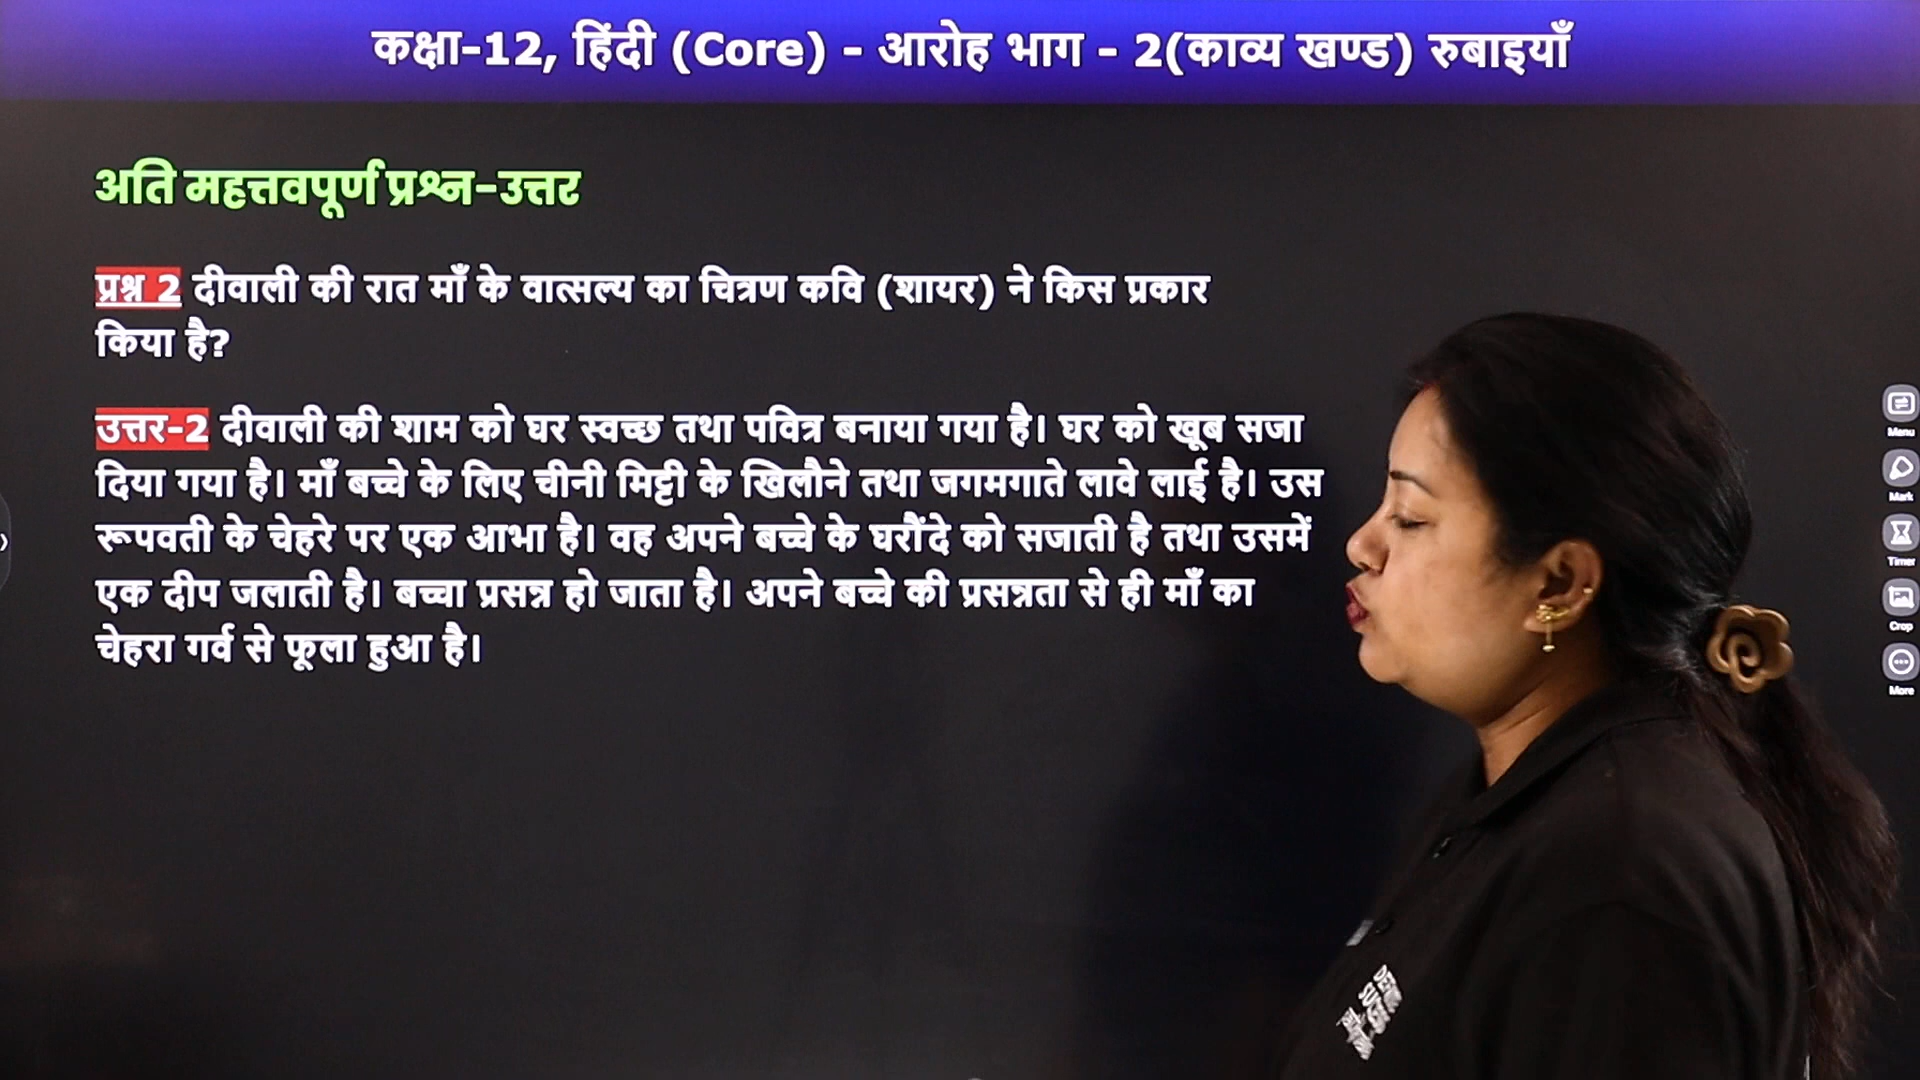 कक्षा-12, हिंदी (Core) - आरोह भाग - 2(काव्य खण्ड) रुबाइयाँ
अति महत्तवपूर्ण प्रश्न-उत्तर
प्रश्न 2 दीवाली की रात माँ के वात्सल्य का चित्रण कवि (शायर) ने किस प्रकार
किया है?
उत्तर-2 दीवाली की शाम को घर स्वच्छ तथा पवित्र बनाया गया है। घर को खूब सजा
दिया गया है। माँ बच्चे के लिए चीनी मिट्टी के खिलौने तथा जगमगाते लावे लाई है। उस
रूपवती के चेहरे पर एक आभा है। वह अपने बच्चे के घरौंदे को सजाती है तथा उसमें
एक दीप जलाती है। बच्चा प्रसन्न हो जाता है। अपने बच्चे की प्रसन्नता से ही माँ का
चेहरा गर्व से फूला हुआ है।
Menu
Mark
Timer
Crop
More